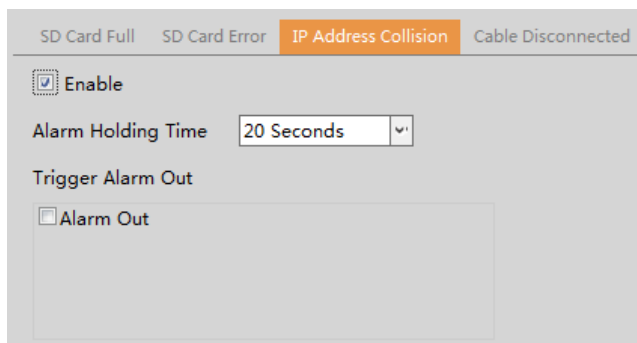 SD Card Full SD Card Error IP Address Collision Cable Disconnected
Enable
Alarm Holding Time 20 Seconds
Trigger Alarm Out
Alarm Out